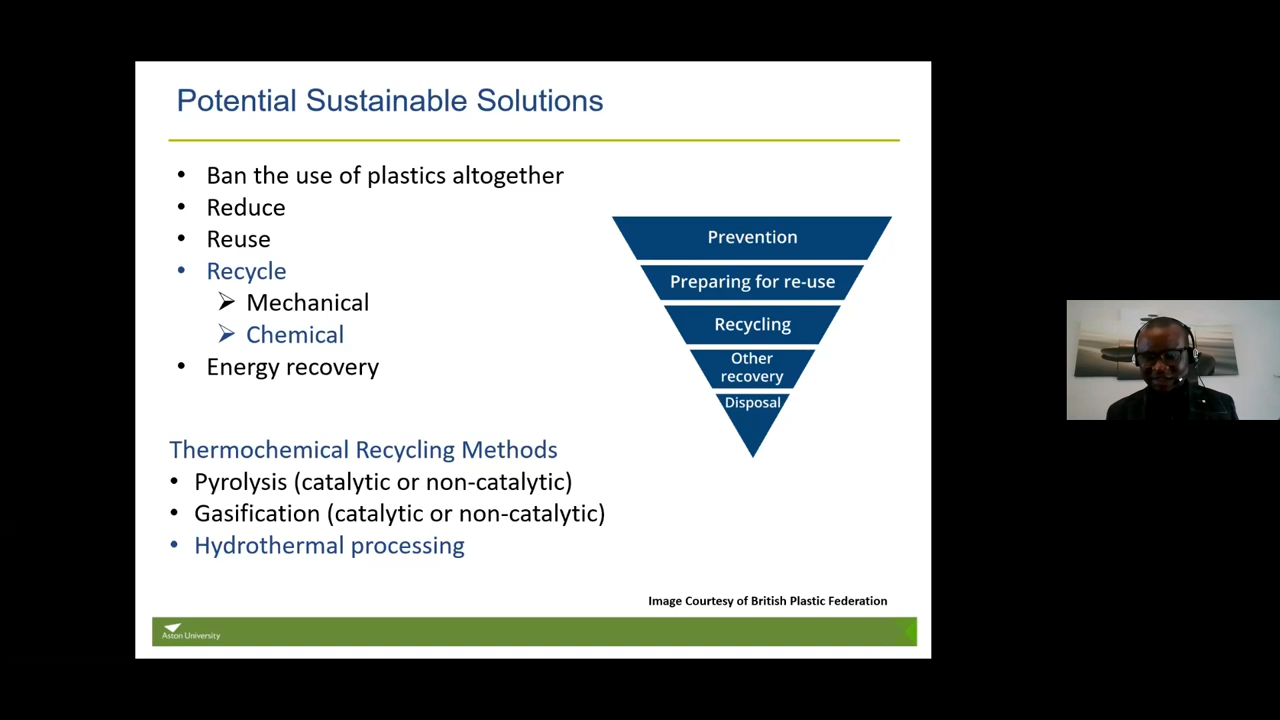 Potential Sustainable Solutions
• Ban the use of plastics altogether
• Reduce
• Reuse
• Recycle
➢ Mechanical
➢ Chemical
• Energy recovery
Prevention
Preparing for re-use
Recycling
Other
recovery
Disposal
Thermochemical Recycling Methods
• Pyrolysis (catalytic or non-catalytic)
• Gasification (catalytic or non-catalytic)
• Hydrothermal processing
Image Courtesy of British Plastic Federation
Aston University